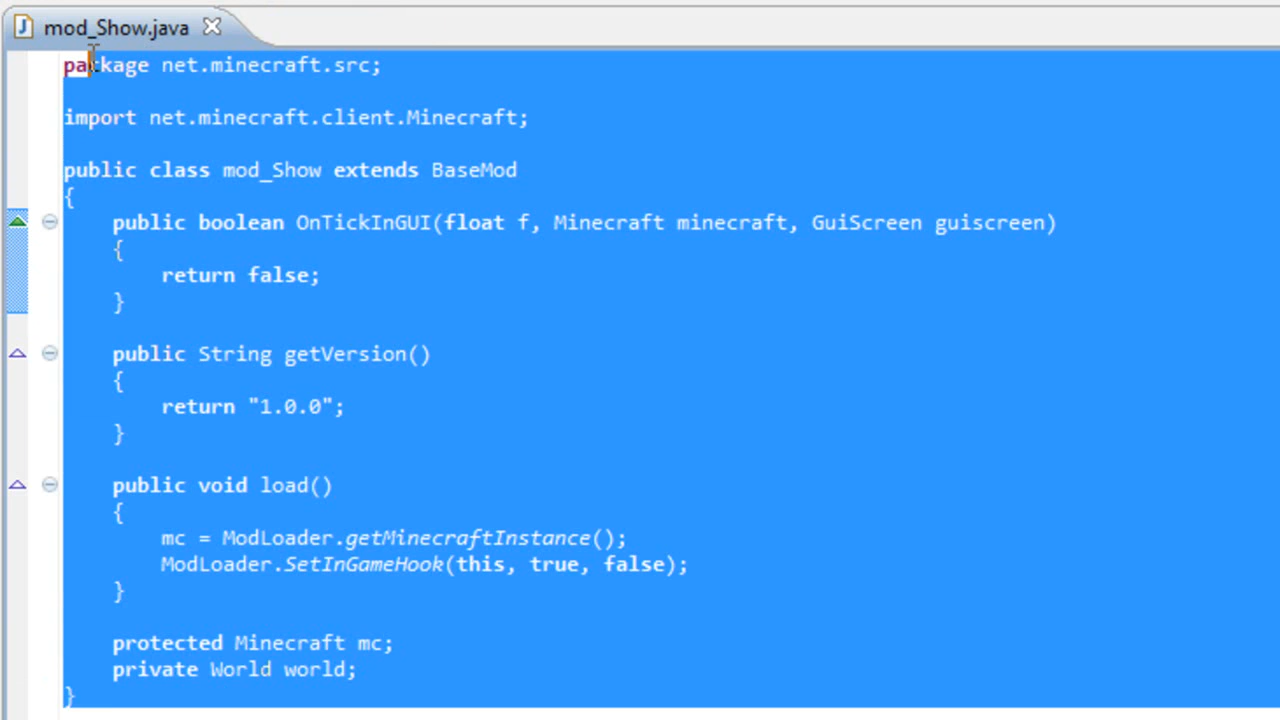 mod_Show.java
package net.minecraft.src;
import net.minecraft.client.Minecraft;
public class mod_Show extends BaseMod
{
public boolean OnTickInGUI(float f, Minecraft minecraft, GuiScreen guiscreen)
{
return false;
}
public String getVersion()
{
return "1.0.0";
}
public void load()
{
mc = ModLoader.getMinecraftInstance();
ModLoader.SetInGameHook(this, true, false);
}
protected Minecraft mc;
private World world;
}